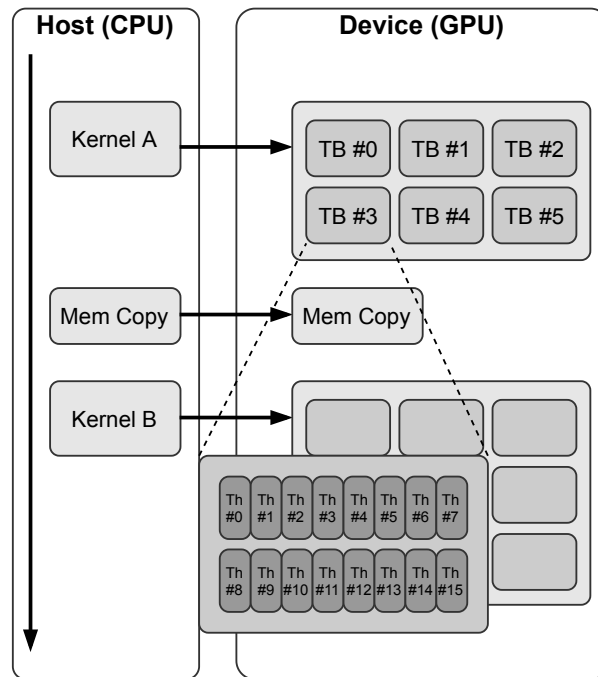 Host (CPU)
Device (GPU)
Kernel A
TB #0 TB #1 TB #2
TB #3 TB #4 TB #5
Mem Copy
Mem Copy
Kernel B
Th Th Th Th Th Th Th Th
#0 #1 #2 #3 #4 #5 #6 #7
Th Th Th Th Th Th Th Th
#8 #9 #10 #11 #12 #13 #14 #15